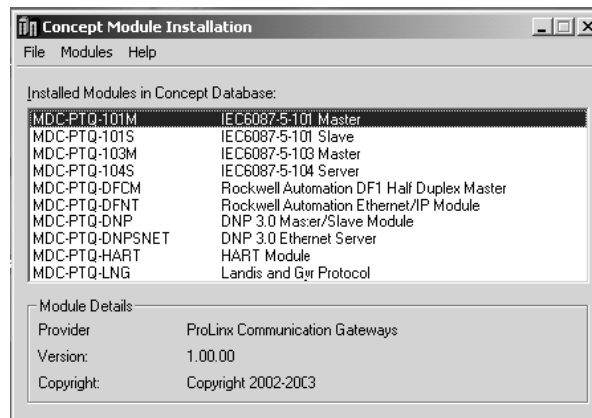 Concept Module Installation
File Modules Help
Installed Modules in Concept Database:
MDC-PTQ-101M IEC6087-5-101 Master
MDC-PTQ-101S IEC6087-5-101 Slave
MDC-PTQ-103M IEC6087-5-103 Master
MDC-PTQ-104S IEC6087-5-104 Server
MDC-PTQ-DFCM Rockwell Automation DF1 Half Duplex Master
MDC-PTQ-DFNT Rockwell Automation Ethernet/IP Module
MDC-PTQ-DNP DNP 3.0 Master/Slave Module
MDC-PTQ-DNPSNET DNP 3.0 Ethernet Server
MDC-PTQ-HART HART Module
MDC-PTQ-LNG Landis and Gyr Protocol
Module Details
Provider ProLinx Communication Gateways
Version: 1.00.00
Copyright: Copyright 2002-2003